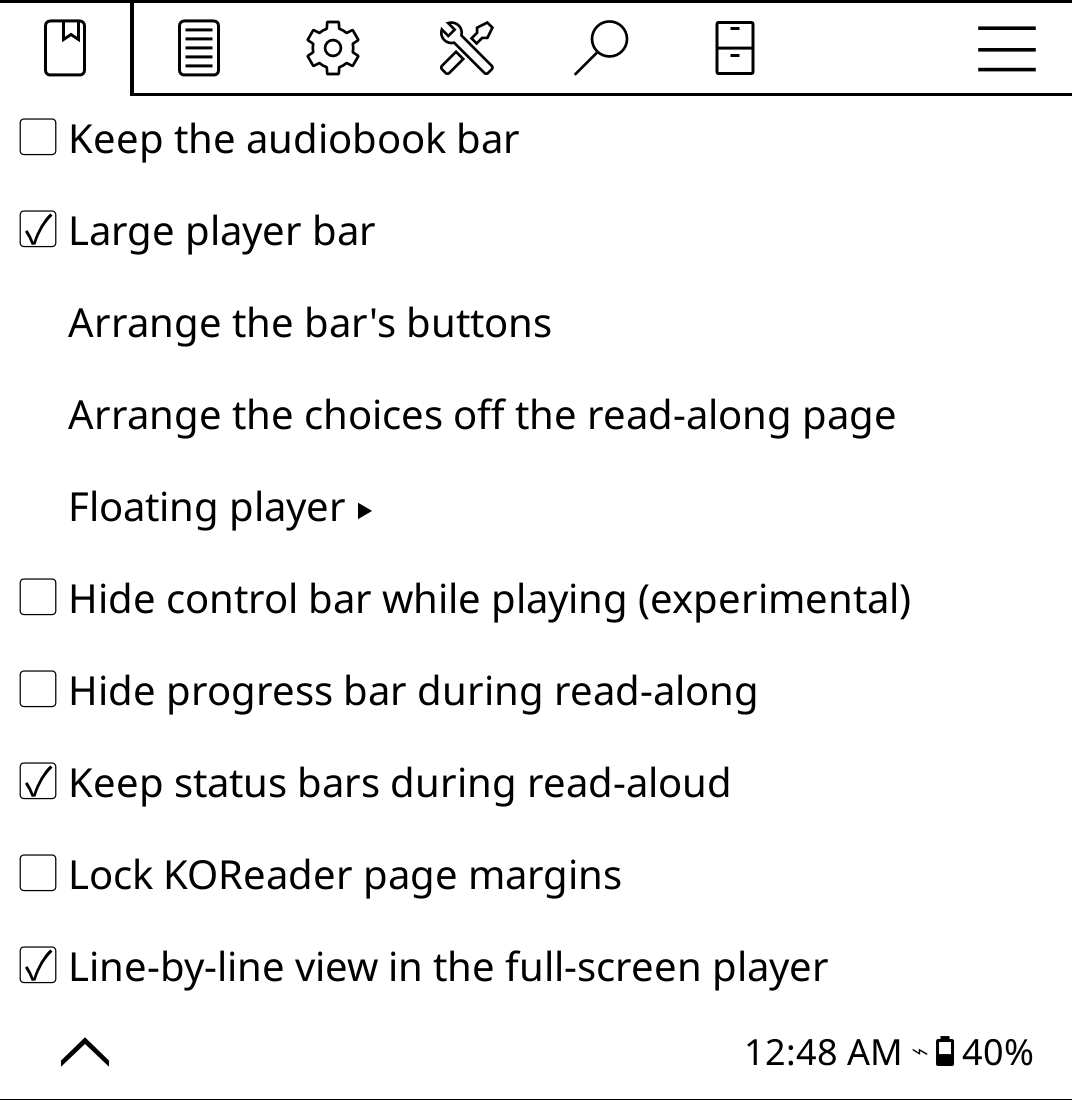 Keep the audiobook bar
Large player bar
Arrange the bar's buttons
Arrange the choices off the read-along page
Floating player ▸
Hide control bar while playing (experimental)
Hide progress bar during read-along
Keep status bars during read-aloud
Lock KOReader page margins
Line-by-line view in the full-screen player
12:48 AM 40%